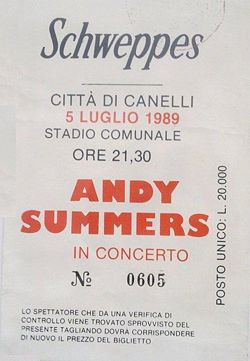 Schweppes
CITTÀ DI CANELLI
5 LUGLIO 1989
STADIO COMUNALE
ORE 21,30
ANDY
SUMMERS
IN CONCERTO
№ 0605
POSTO UNICO: L. 20.000
LO SPETTATORE CHE DA UNA VERIFICA DI
CONTROLLO VIENE TROVATO SPROVVISTO DEL
PRESENTE TAGLIANDO DOVRÀ CORRISPONDERE
DI NUOVO IL PREZZO DEL BIGLIETTO.